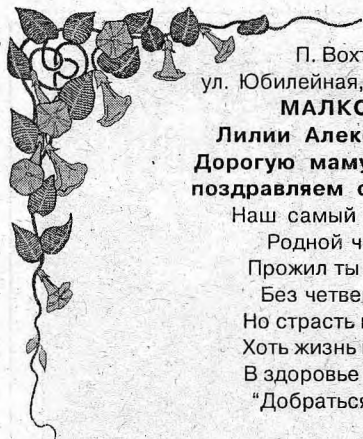 П. Вохт
ул. Юбилейная,
МАЛКО
Лилии Алек
Дорогую маму
поздравляем с
Наш самый
Родной ч
Прожил ты
Без четве
Но страсть
Хоть жизнь
В здоровье
"Добраться